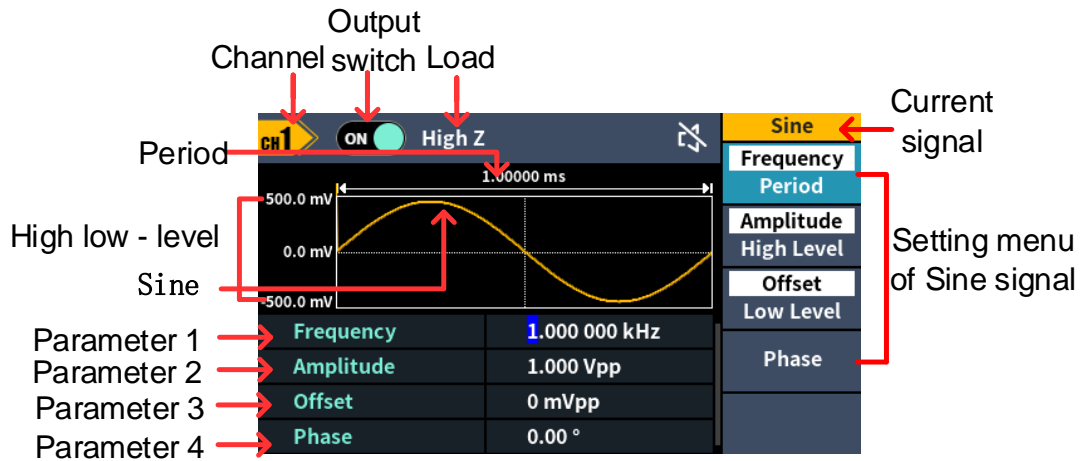 Output
Channel switch Load
CH1 ON High Z
Sine
Current
signal
Period
1.00000 ms
Frequency
Period
500.0 mV
Amplitude
High Level
High low - level
0.0 mV
Setting menu
of Sine signal
Sine
Offset
-500.0 mV
Low Level
Parameter 1 Frequency 1.000 000 kHz
Parameter 2 Amplitude 1.000 Vpp
Phase
Parameter 3 Offset 0 mVpp
Parameter 4 Phase 0.00 °